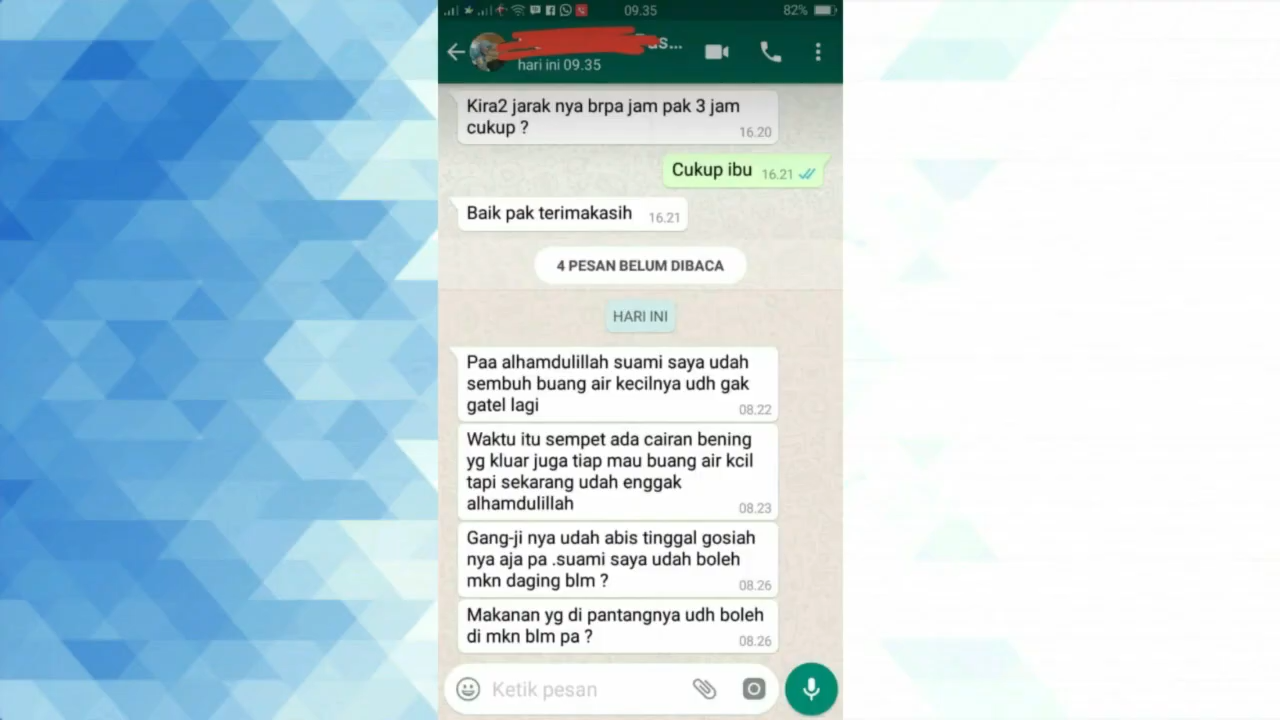 09.35
82%
hari ini 09.35
Kira2 jarak nya brpa jam pak 3 jam
cukup ?
16.20
Cukup ibu
16.21
Baik pak terimakasih
16.21
4 PESAN BELUM DIBACA
HARI INI
Paa alhamdulillah suami saya udah
sembuh buang air kecilnya udh gak
gatel lagi
08.22
Waktu itu sempet ada cairan bening
yg kluar juga tiap mau buang air kcil
tapi sekarang udah enggak
alhamdulillah
08.23
Gang-ji nya udah abis tinggal gosiah
nya aja pa .suami saya udah boleh
mkn daging blm ?
08.26
Makanan yg di pantangnya udh boleh
di mkn blm pa ?
08.26
Ketik pesan